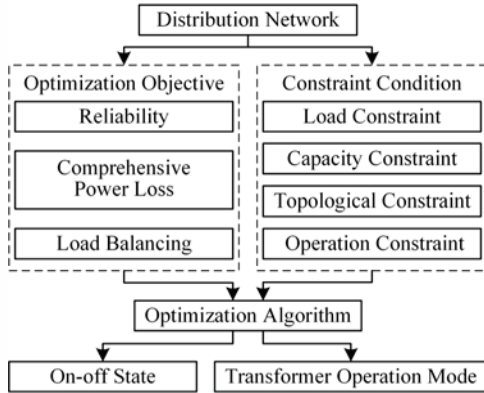 Distribution Network
Optimization Objective
Reliability
Comprehensive
Power Loss
Load Balancing
Constraint Condition
Load Constraint
Capacity Constraint
Topological Constraint
Operation Constraint
Optimization Algorithm
On-off State
Transformer Operation Mode